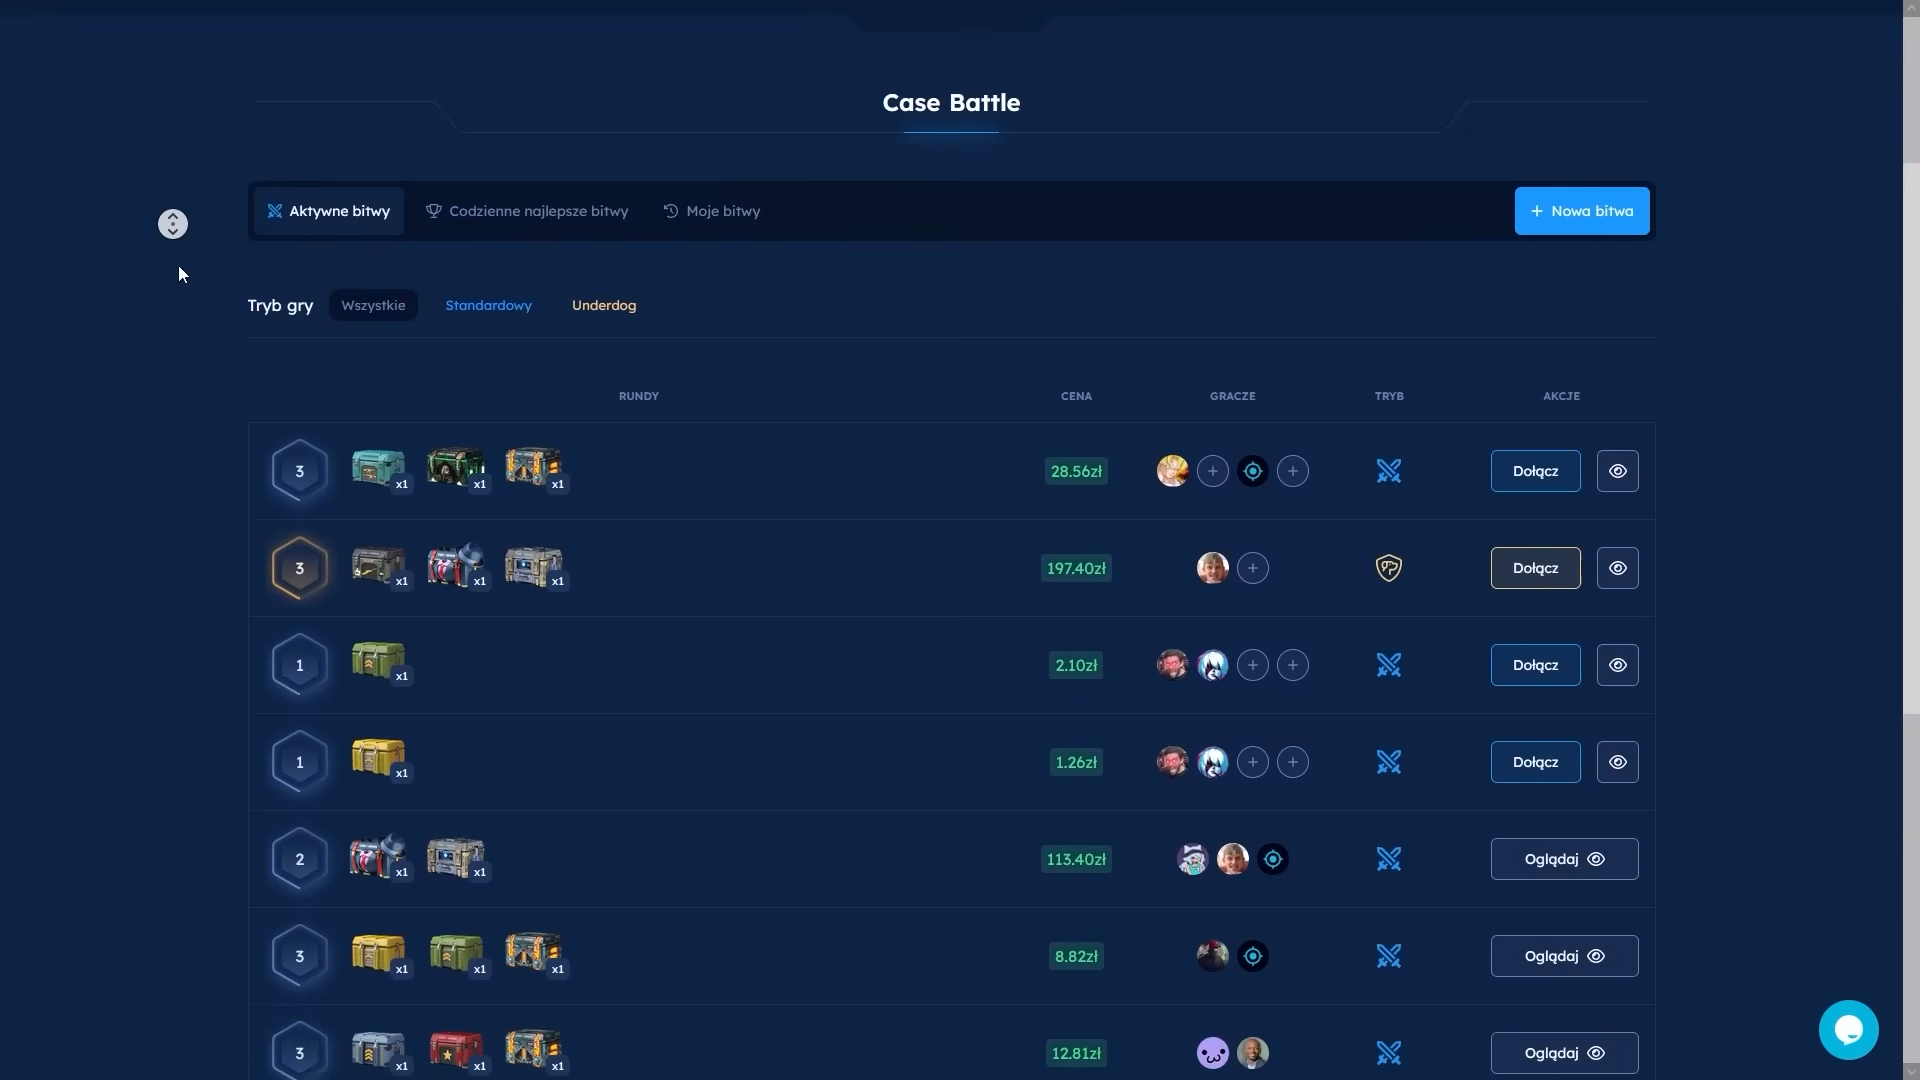 Case Battle
Aktywne bitwy
Codzienne najlepsze bitwy
Moje bitwy
+ Nowa bitwa
Tryb gry
Wszystkie
Standardowy
Underdog
RUNDY CENA GRACZE TRYB AKCJE
3 x1 x1 x1 28.56zł + + Dołącz
3 x1 x1 x1 197.40zł + Dołącz
1 x1 2.10zł + + Dołącz
1 x1 1.26zł + + Dołącz
2 x1 x1 113.40zł Oglądaj
3 x1 x1 x1 8.82zł Oglądaj
3 x1 x1 x1 12.81zł Oglądaj